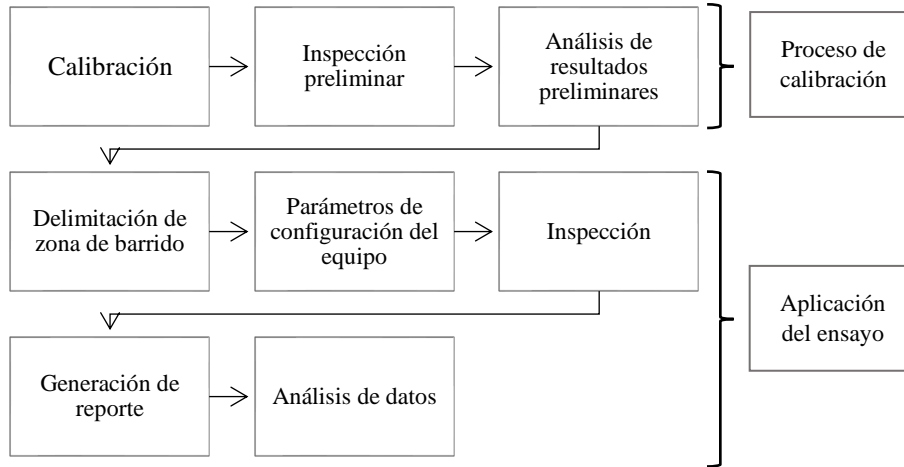 Calibración
Inspección
preliminar
Análisis de
resultados
preliminares
Proceso de
calibración
Delimitación de
zona de barrido
Parámetros de
configuración del
equipo
Inspección
Aplicación
del ensayo
Generación de
reporte
Análisis de datos